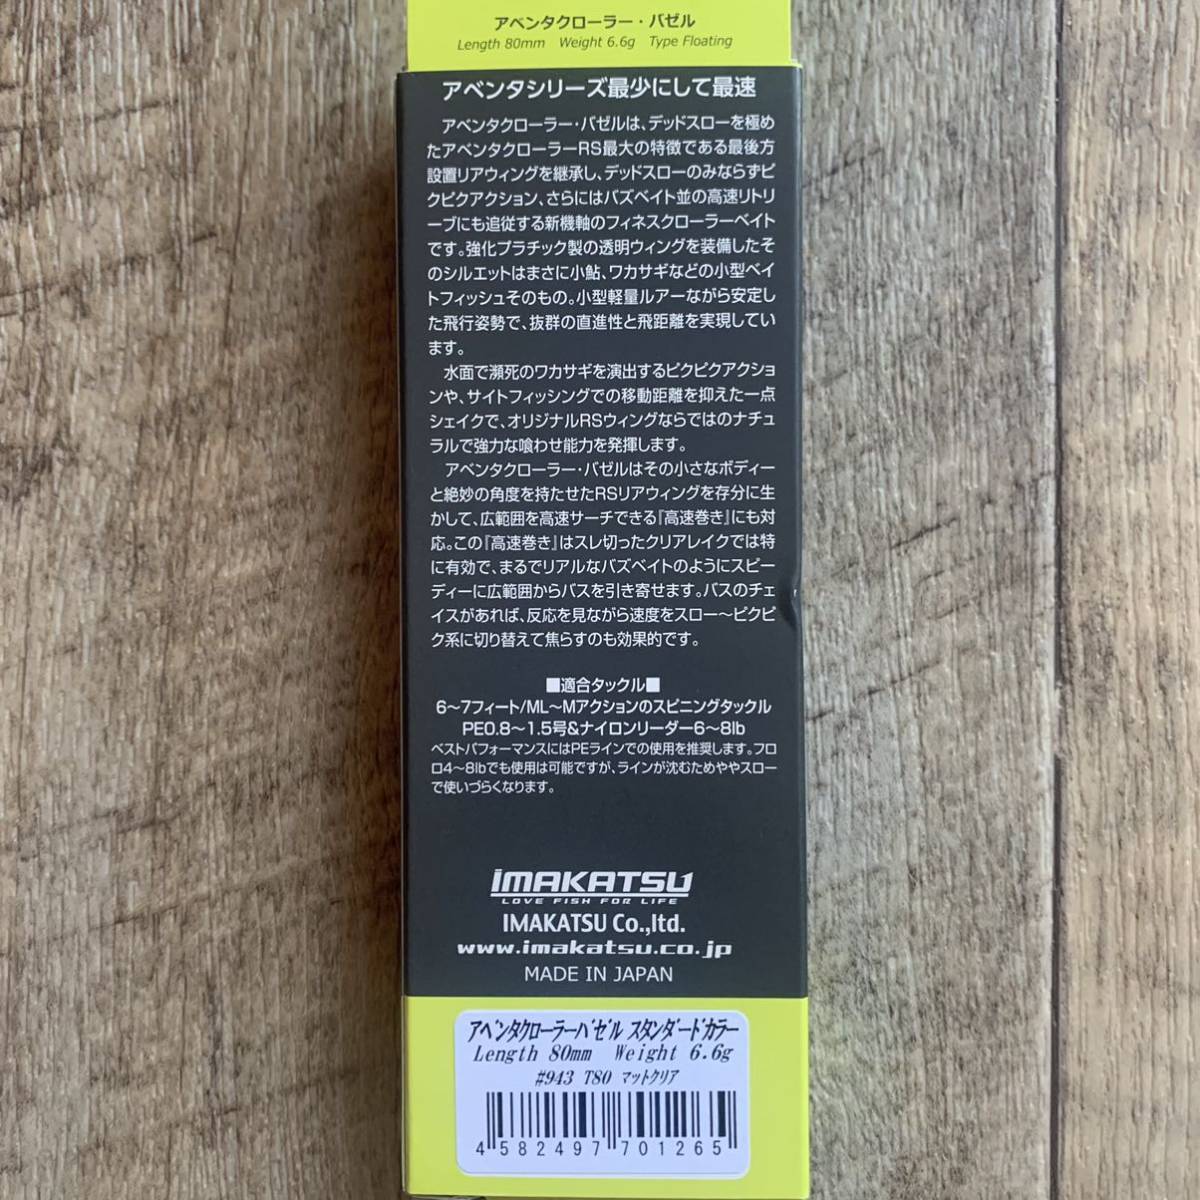 アベンタクローラー・バゼル
Length 80mm Weight 6.6g Type Floating
アベンタシリーズ最少にして最速
アベンタクローラー・バゼルは、デッドスローを極め
たアベンタクローラーRS最大の特徴である最後方
設置リアウィングを継承し、デッドスローのみならずピ
クピクアクション、さらにはバズベイト並の高速リトリ
ーブにも追従する新機軸のフィネスクローラーベイト
です。強化プラチック製の透明ウィングを装備したそ
のシルエットはまさに小鮎、ワカサギなどの小型ベイ
トフィッシュそのもの。小型軽量ルアーながら安定し
た飛行姿勢で、抜群の直進性と飛距離を実現してい
ます。
水面で瀕死のワカサギを演出するピクピクアクショ
ンや、サイトフィッシングでの移動距離を抑えた一点
シェイクで、オリジナルRSウィングならではのナチュ
ラルで強力な喰わせ能力を発揮します。
アベンタクローラー・バゼルはその小さなボディー
と絶妙の角度を持たせたRSリアウィングを存分に生
かして、広範囲を高速サーチできる『高速巻き』にも対
応。この『高速巻き』はスレ切ったクリアレイクでは特
に有効で、まるでリアルなバズベイトのようにスピー
ディーに広範囲からバスを引き寄せます。バスのチェ
イスがあれば、反応を見ながら速度をスロー〜ピクピ
ク系に切り替えて焦らすのも効果的です。
■適合タックル■
6〜7フィート/ML〜Mアクションのスピニングタックル
PE0.8〜1.5号&ナイロンリーダー6〜8lb
ベストパフォーマンスにはPEラインでの使用を推奨します。フロ
ロ4〜8lbでも使用は可能ですが、ラインが沈むためややスロー
で使いづらくなります。
IMAKATSU
LOVE FISH FOR LIFE
IMAKATSU Co.,ltd.
www.imakatsu.co.jp
MADE IN JAPAN
ｱﾍﾞﾝﾀｸﾛｰﾗｰﾊﾞｾﾞﾙ ｽﾀﾝﾀﾞｰﾄﾞｶﾗｰ
Length 80mm Weight 6.6g
#943 T80 マットクリア
4582497701265